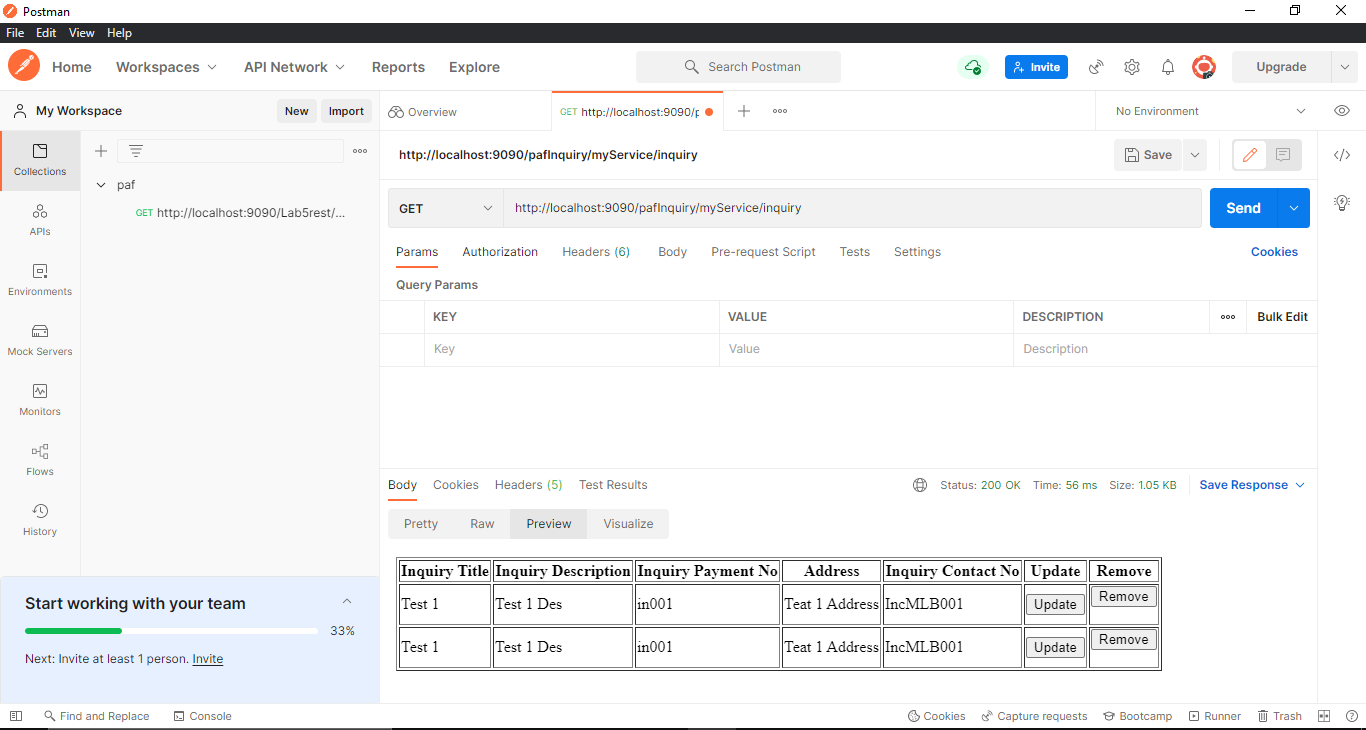 Postman
File Edit View Help
Home Workspaces API Network Reports Explore Search Postman Invite Upgrade
My Workspace New Import Overview GET http://localhost:9090/p No Environment
Collections
paf
GET http://localhost:9090/Lab5rest/...
APIs
Environments
Mock Servers
Monitors
Flows
History
http://localhost:9090/pafInquiry/myService/inquiry Save
GET http://localhost:9090/pafInquiry/myService/inquiry Send
Params Authorization Headers (6) Body Pre-request Script Tests Settings Cookies
Query Params
KEY VALUE DESCRIPTION Bulk Edit
Key Value Description
Body Cookies Headers (5) Test Results Status: 200 OK Time: 56 ms Size: 1.05 KB Save Response
Pretty Raw Preview Visualize
Inquiry Title Inquiry Description Inquiry Payment No Address Inquiry Contact No Update Remove
Test 1 Test 1 Des in001 Teat 1 Address IncMLB001 Update Remove
Test 1 Test 1 Des in001 Teat 1 Address IncMLB001 Update Remove
Start working with your team
33%
Next: Invite at least 1 person. Invite
Find and Replace Console Cookies Capture requests Bootcamp Runner Trash